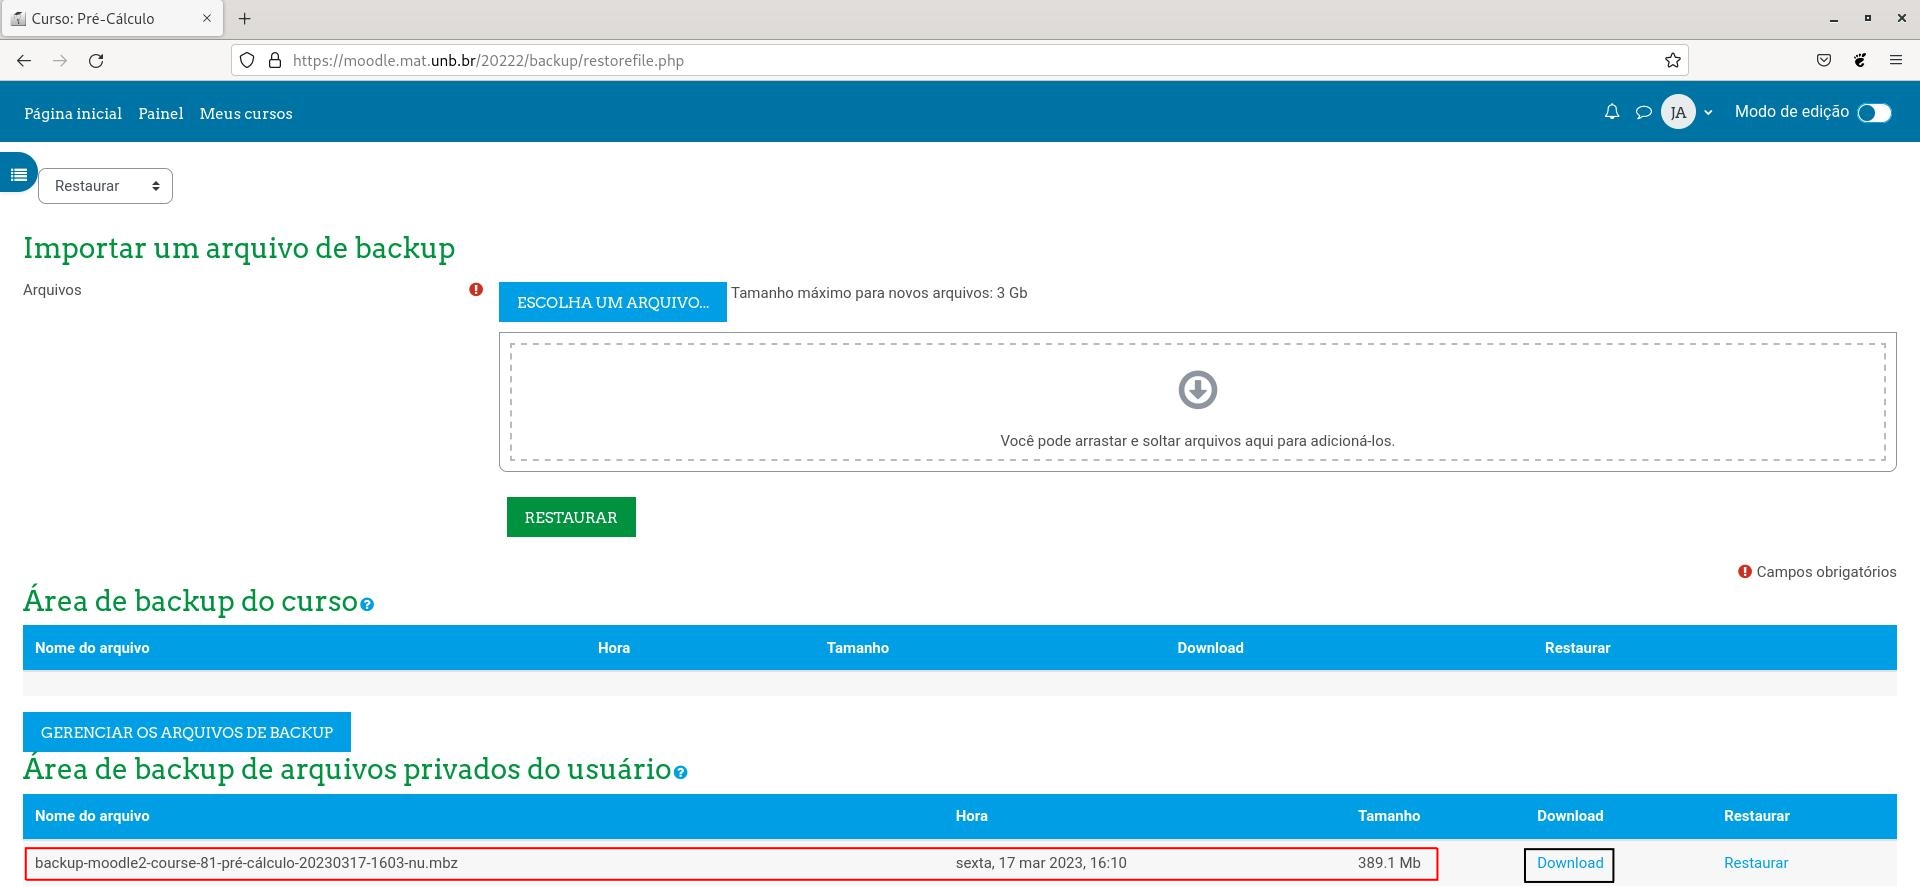 Curso: Pré-Cálculo
https://moodle.mat.unb.br/20222/backup/restorefile.php
Página inicial Painel Meus cursos JA Modo de edição
Restaurar
Importar um arquivo de backup
Arquivos ESCOLHA UM ARQUIVO... Tamanho máximo para novos arquivos: 3 Gb
Você pode arrastar e soltar arquivos aqui para adicioná-los.
RESTAURAR
Campos obrigatórios
Área de backup do curso
Nome do arquivo Hora Tamanho Download Restaurar
GERENCIAR OS ARQUIVOS DE BACKUP
Área de backup de arquivos privados do usuário
Nome do arquivo Hora Tamanho Download Restaurar
backup-moodle2-course-81-pré-cálculo-20230317-1603-nu.mbz sexta, 17 mar 2023, 16:10 389.1 Mb Download Restaurar